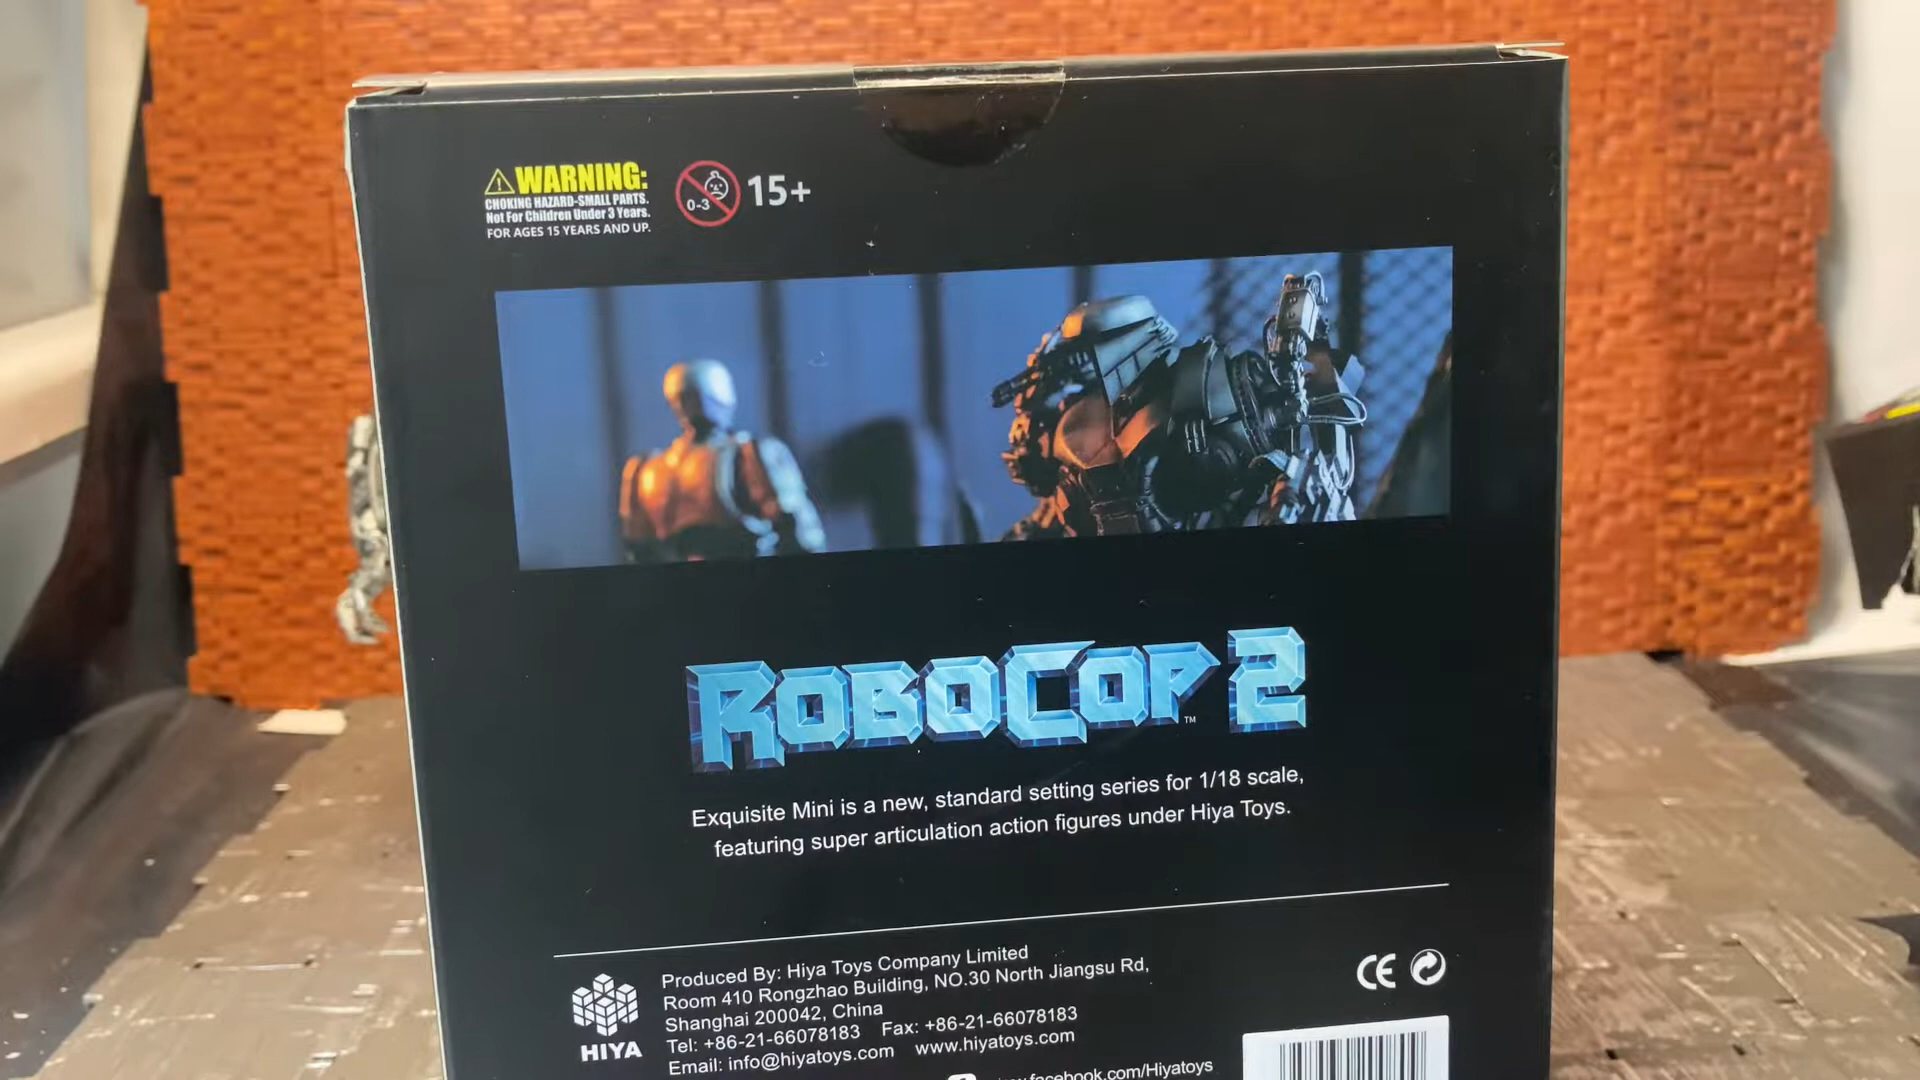 WARNING:
CHOKING HAZARD-SMALL PARTS.
Not For Children Under 3 Years.
FOR AGES 15 YEARS AND UP.
0-3
15+
ROBOCOP 2
TM
Exquisite Mini is a new, standard setting series for 1/18 scale,
featuring super articulation action figures under Hiya Toys.
Produced By: Hiya Toys Company Limited
Room 410 Rongzhao Building, NO.30 North Jiangsu Rd,
Shanghai 200042, China
Tel: +86-21-66078183 Fax: +86-21-66078183
Email: info@hiyatoys.com www.hiyatoys.com
facebook.com/Hiyatoys
HIYA
CE